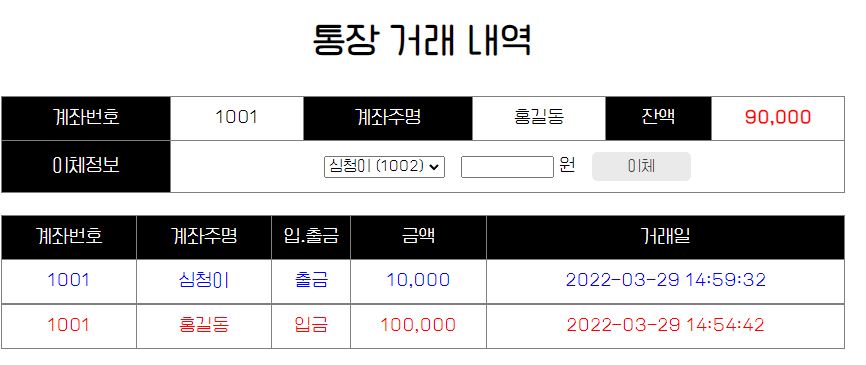 통장 거래 내역
계좌번호 1001 계좌주명 홍길동 잔액 90,000
이체정보 심청이 (1002) 원 이체
계좌번호 계좌주명 입.출금 금액 거래일
1001 심청이 출금 10,000 2022-03-29 14:59:32
1001 홍길동 입금 100,000 2022-03-29 14:54:42